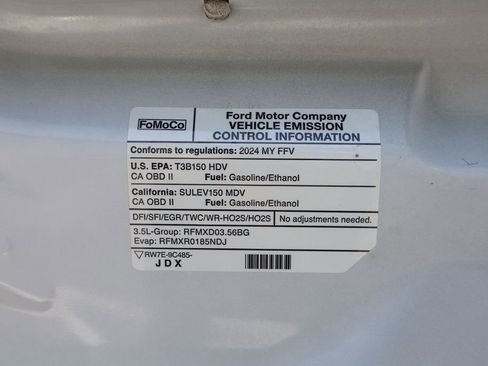 FoMoCo
Ford Motor Company
VEHICLE EMISSION
CONTROL INFORMATION
Conforms to regulations: 2024 MY FFV
U.S. EPA: T3B150 HDV
CA OBD II Fuel: Gasoline/Ethanol
California: SULEV150 MDV
CA OBD II Fuel: Gasoline/Ethanol
DFI/SFI/EGR/TWC/WR-HO2S/HO2S No adjustments needed.
3.5L-Group: RFMXD03.56BG
Evap: RFMXR0185NDJ
RW7E-9C485-
JDX